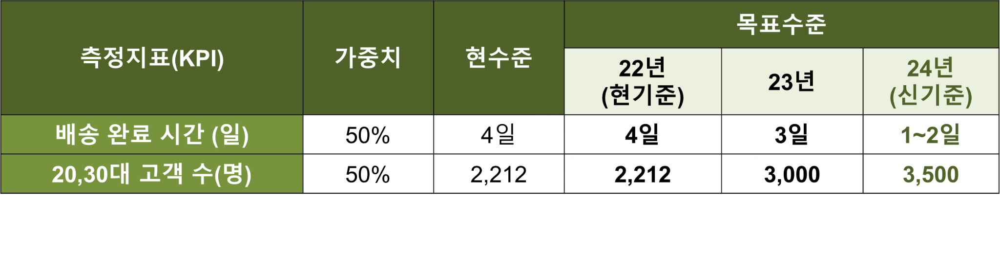 측정지표(KPI)
가중치
현수준
목표수준
22년
(현기준)
23년
24년
(신기준)
배송 완료 시간 (일)
50%
4일
4일
3일
1~2일
20,30대 고객 수(명)
50%
2,212
2,212
3,000
3,500